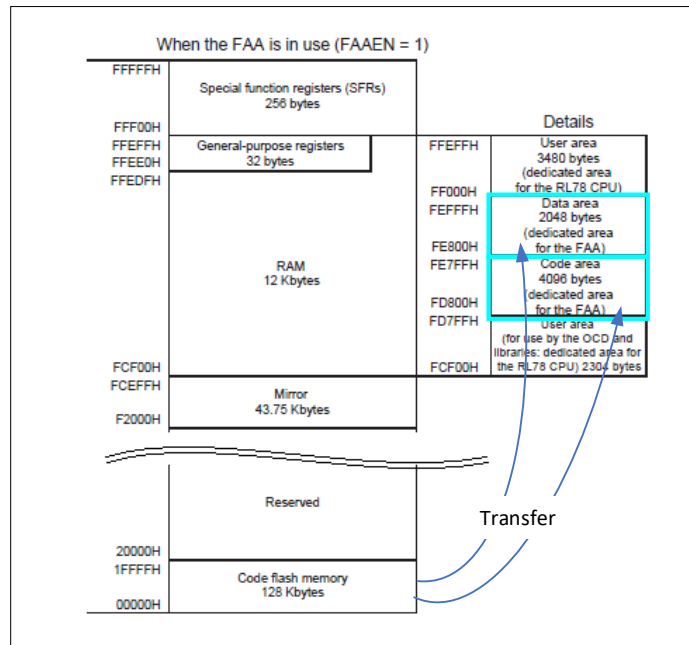 When the FAA is in use (FAAEN = 1)
FFFFFH
Special function registers (SFRs)
256 bytes
FFF00H
FFEFFH
General-purpose registers
32 bytes
FFEE0H
FFEDFH
RAM
12 Kbytes
FCF00H
FCEFFH
Mirror
43.75 Kbytes
F2000H
Reserved
20000H
1FFFFH
Code flash memory
128 Kbytes
00000H
Details
FFEFFH
User area
3480 bytes
(dedicated area
for the RL78 CPU)
FF000H
FEFFFH
Data area
2048 bytes
(dedicated area
for the FAA)
FE800H
FE7FFH
Code area
4096 bytes
(dedicated area
for the FAA)
FD800H
FD7FFH
User area
(for use by the OCD and
libraries: dedicated area for
the RL78 CPU) 2304 bytes
FCF00H
Transfer